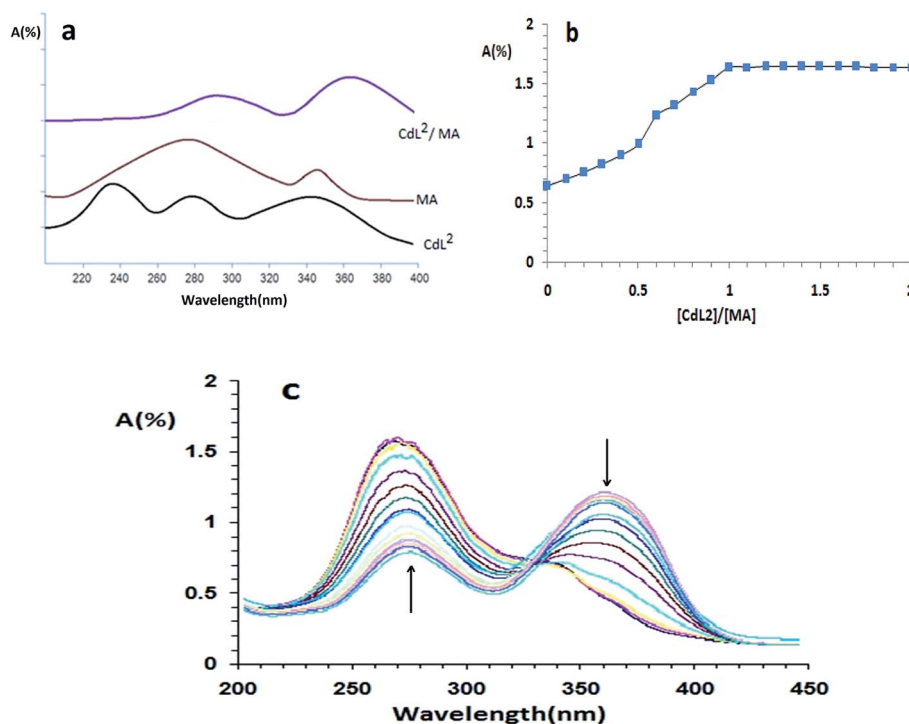 A(%)
a
CdL2/ MA
MA
CdL2
220 240 260 280 300 320 340 360 380 400
Wavelength(nm)
b
A(%)
2
1.5
1
0.5
0
0 0.5 1 1.5 2
[CdL2]/[MA]
c
A(%)
2
1.5
1
0.5
0
200 250 300 350 400 450
Wavelength(nm)